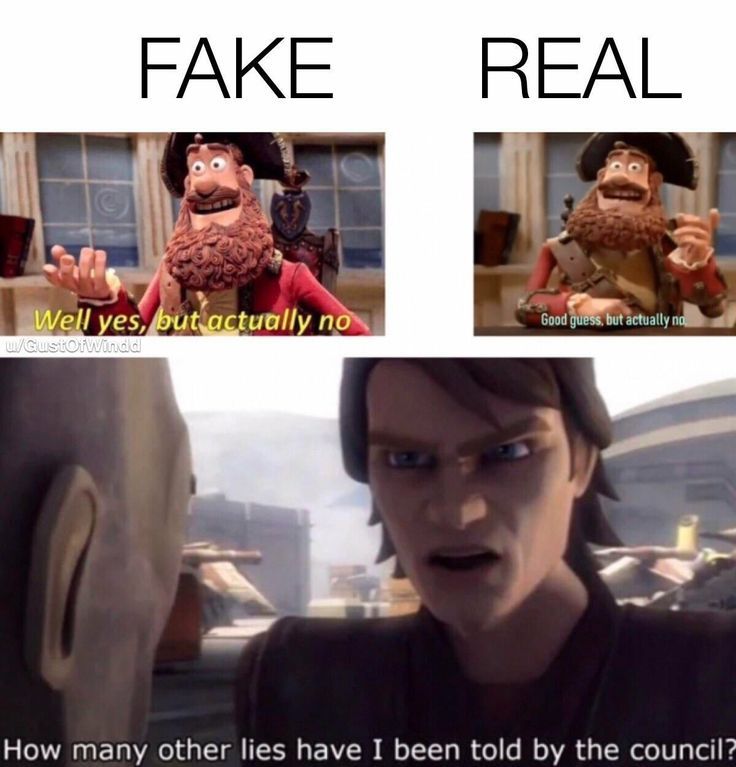 FAKE REAL
Well yes, but actually no
Good guess, but actually no.
u/GustOfWindd
How many other lies have I been told by the council?